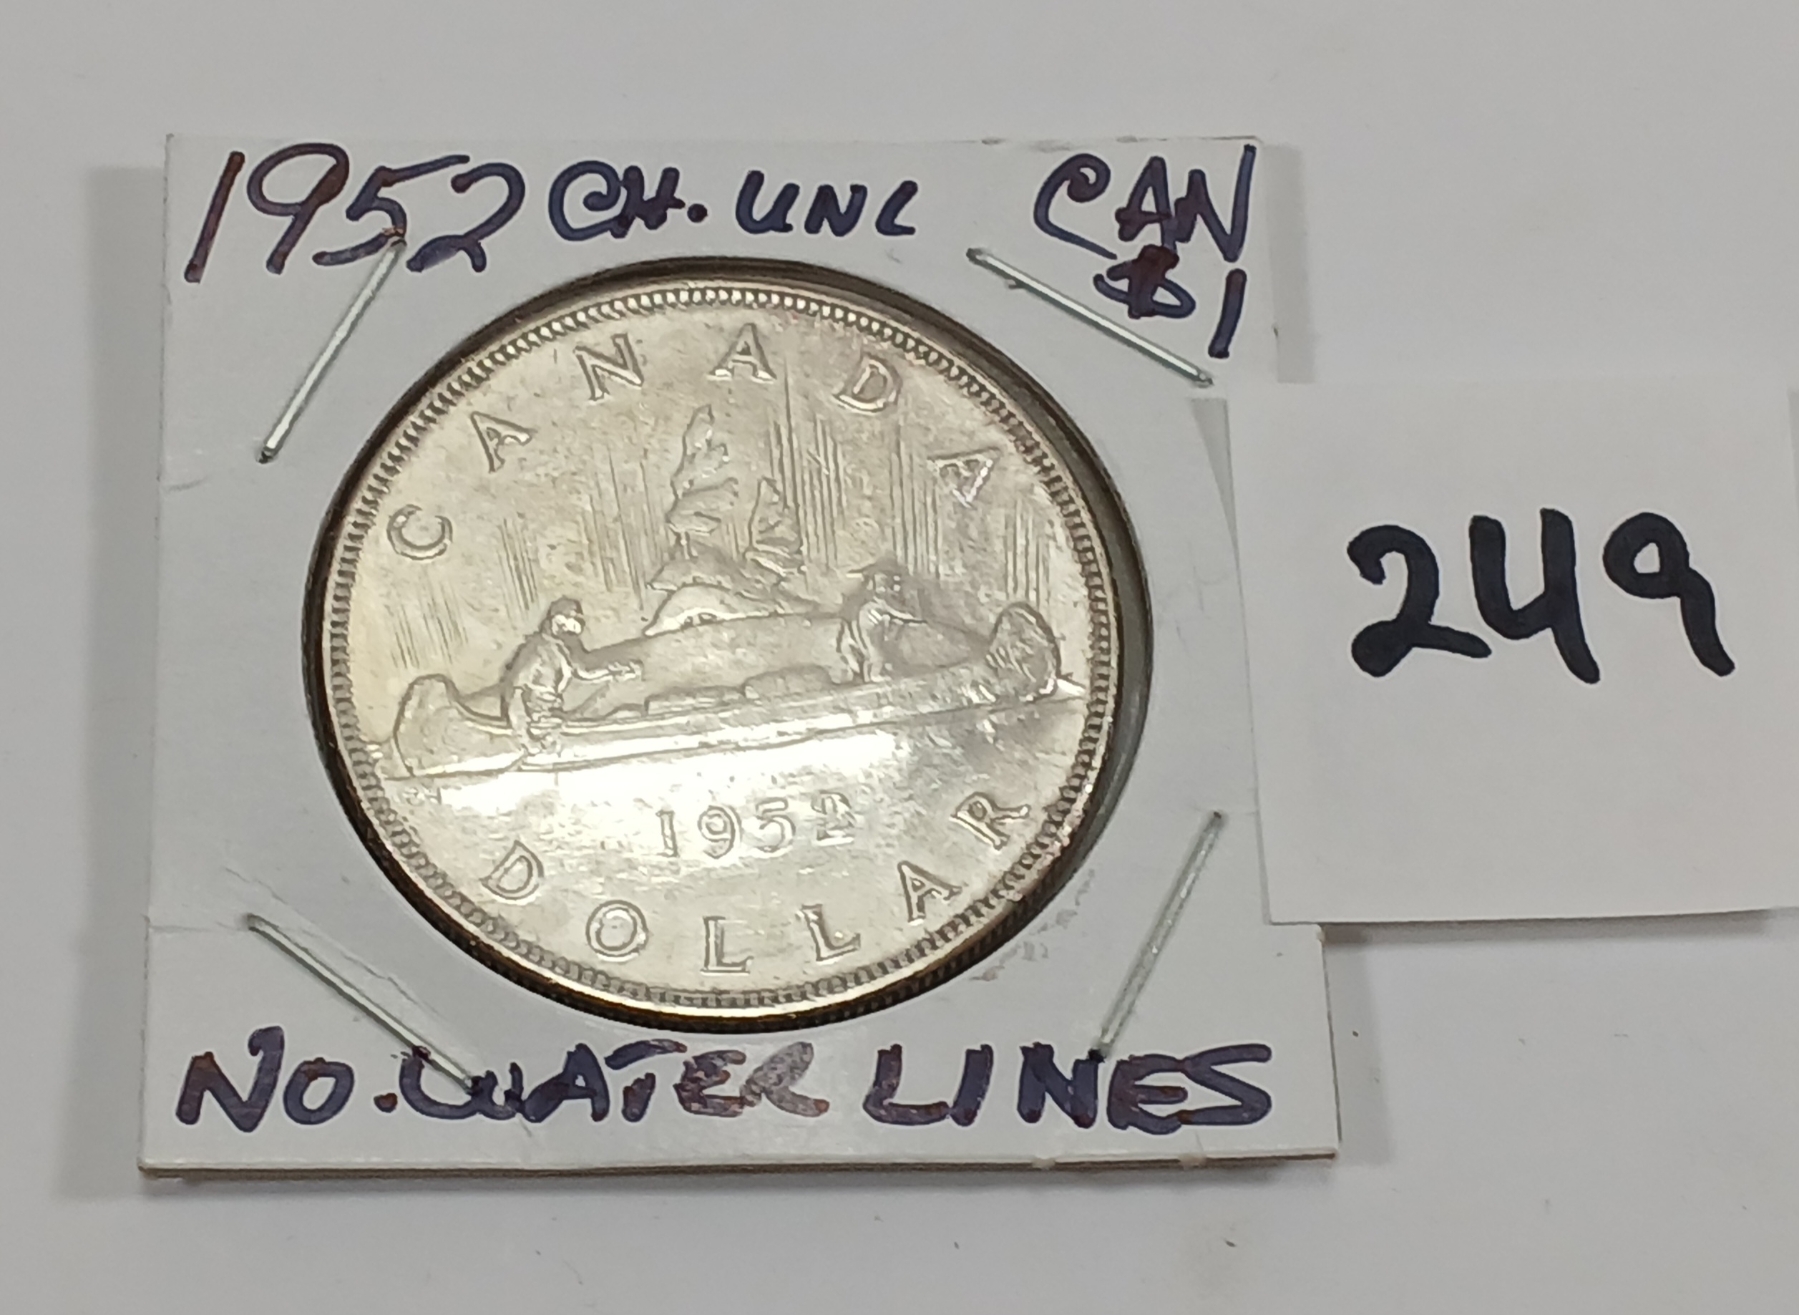 1952 CH. UNC CAN
$1
CANADA
1952
DOLLAR
NO. WATER LINES
249